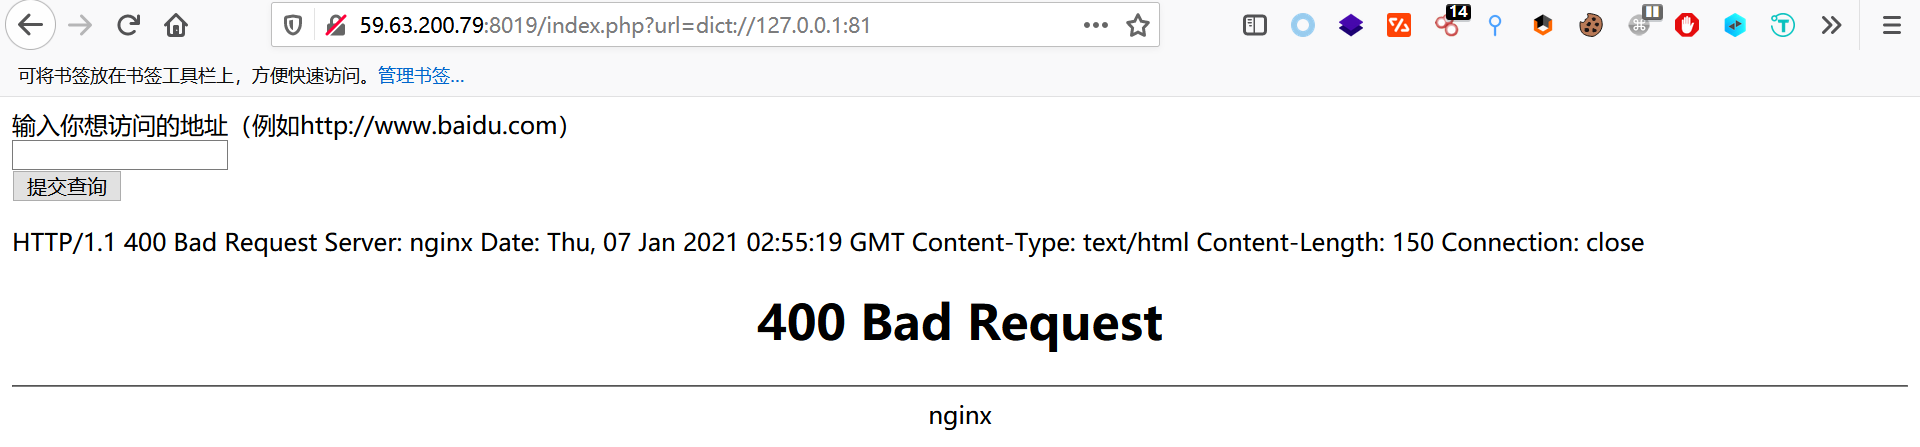 59.63.200.79:8019/index.php?url=dict://127.0.0.1:81
14
可将书签放在书签工具栏上，方便快速访问。管理书签...
输入你想访问的地址（例如http://www.baidu.com）
提交查询
HTTP/1.1 400 Bad Request Server: nginx Date: Thu, 07 Jan 2021 02:55:19 GMT Content-Type: text/html Content-Length: 150 Connection: close
400 Bad Request
nginx